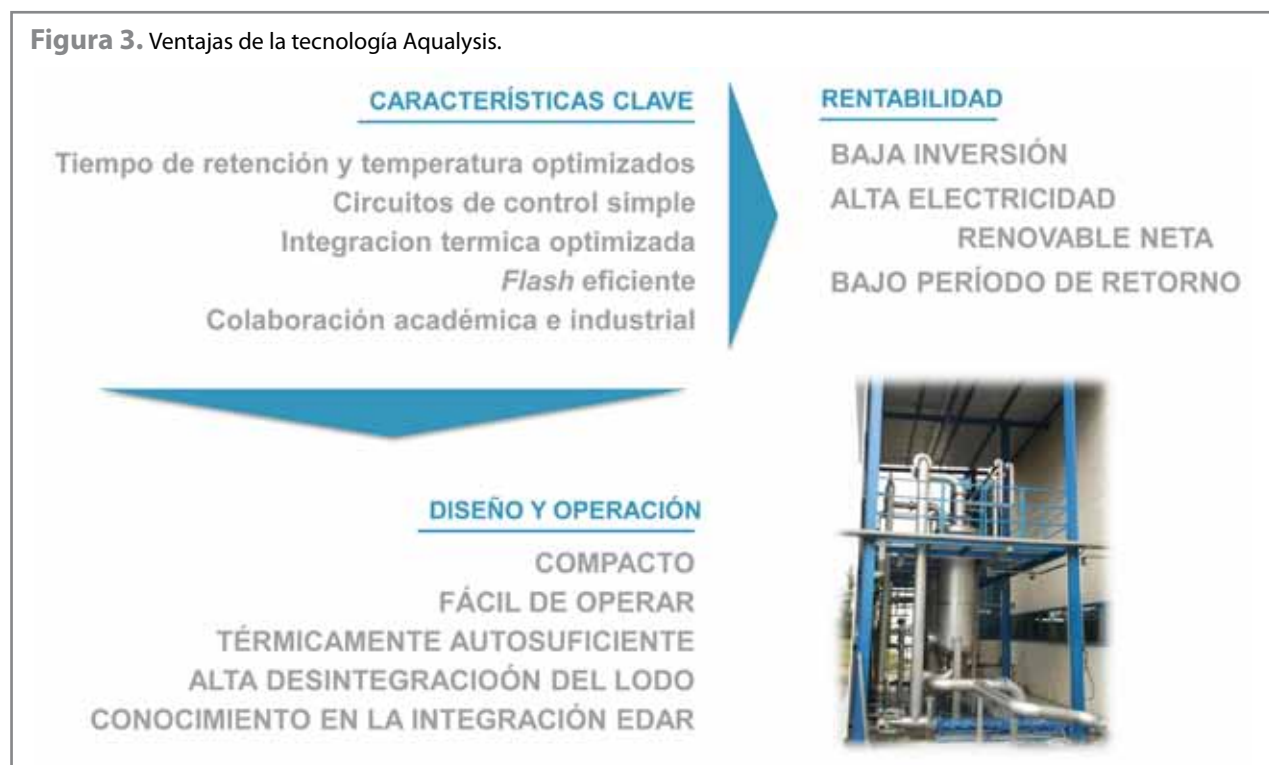 Figura 3. Ventajas de la tecnología Aqualysis.
CARACTERÍSTICAS CLAVE
Tiempo de retención y temperatura optimizados
Circuitos de control simple
Integracion termica optimizada
Flash eficiente
Colaboración académica e industrial
RENTABILIDAD
BAJA INVERSIÓN
ALTA ELECTRICIDAD
RENOVABLE NETA
BAJO PERÍODO DE RETORNO
DISEÑO Y OPERACIÓN
COMPACTO
FÁCIL DE OPERAR
TÉRMICAMENTE AUTOSUFICIENTE
ALTA DESINTEGRACIOÓN DEL LODO
CONOCIMIENTO EN LA INTEGRACIÓN EDAR